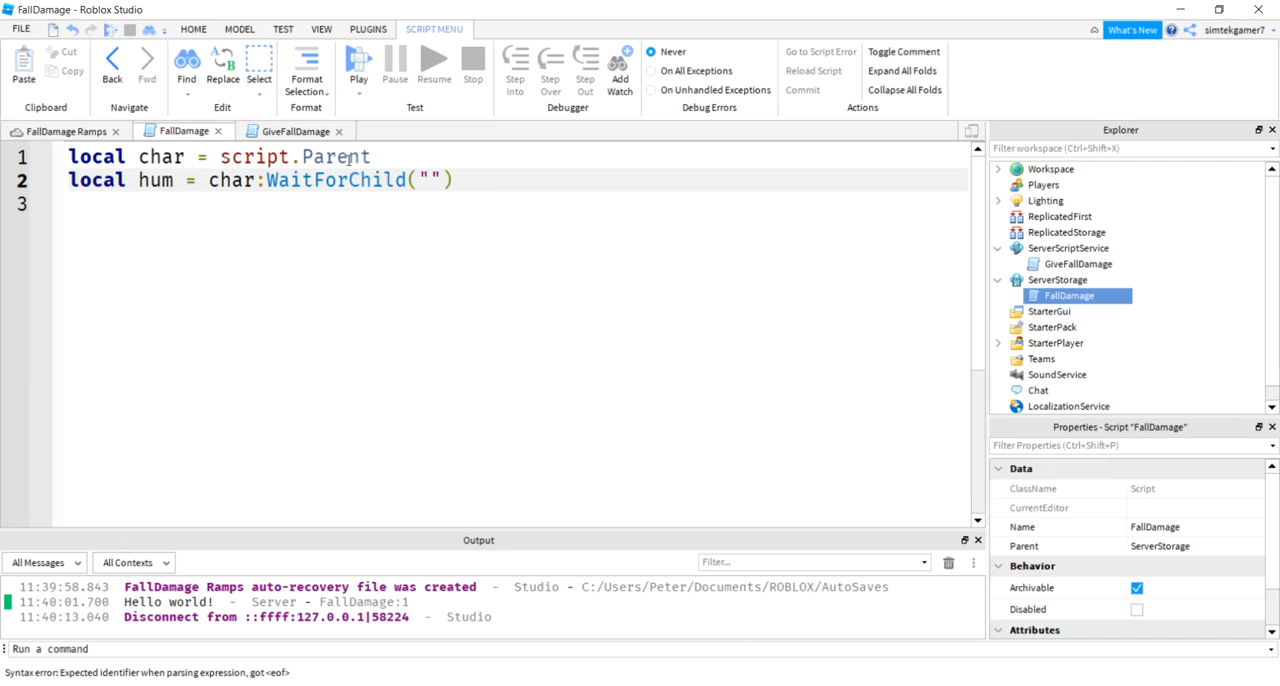 FallDamage - Roblox Studio
FILE HOME MODEL TEST VIEW PLUGINS SCRIPT MENU What's New simtekgamer7
Paste Cut Copy Back Fwd Find Replace Select Format Selection Play Pause Resume Stop Step Into Step Over Step Out Add Watch Never On All Exceptions On Unhandled Exceptions Go to Script Error Reload Script Commit Toggle Comment Expand All Folds Collapse All Folds
Clipboard Navigate Edit Format Test Debugger Debug Errors Actions
FallDamage Ramps FallDamage GiveFallDamage
1 local char = script.Parent
2 local hum = char:WaitForChild("")
3
Explorer
Filter workspace (Ctrl+Shift+X)
Workspace
Players
Lighting
ReplicatedFirst
ReplicatedStorage
ServerScriptService
GiveFallDamage
ServerStorage
FallDamage
StarterGui
StarterPack
StarterPlayer
Teams
SoundService
Chat
LocalizationService
Properties - Script "FallDamage"
Filter Properties (Ctrl+Shift+P)
Data
ClassName Script
CurrentEditor
Name FallDamage
Parent ServerStorage
Behavior
Archivable
Disabled
Attributes
Output
All Messages All Contexts Filter...
11:39:58.843 FallDamage Ramps auto-recovery file was created - Studio - C:/Users/Peter/Documents/ROBLOX/AutoSaves
11:40:01.700 Hello world! - Server - FallDamage:1
11:40:13.040 Disconnect from ::ffff:127.0.0.1|58224 - Studio
Run a command
Syntax error: Expected identifier when parsing expression, got <eof>